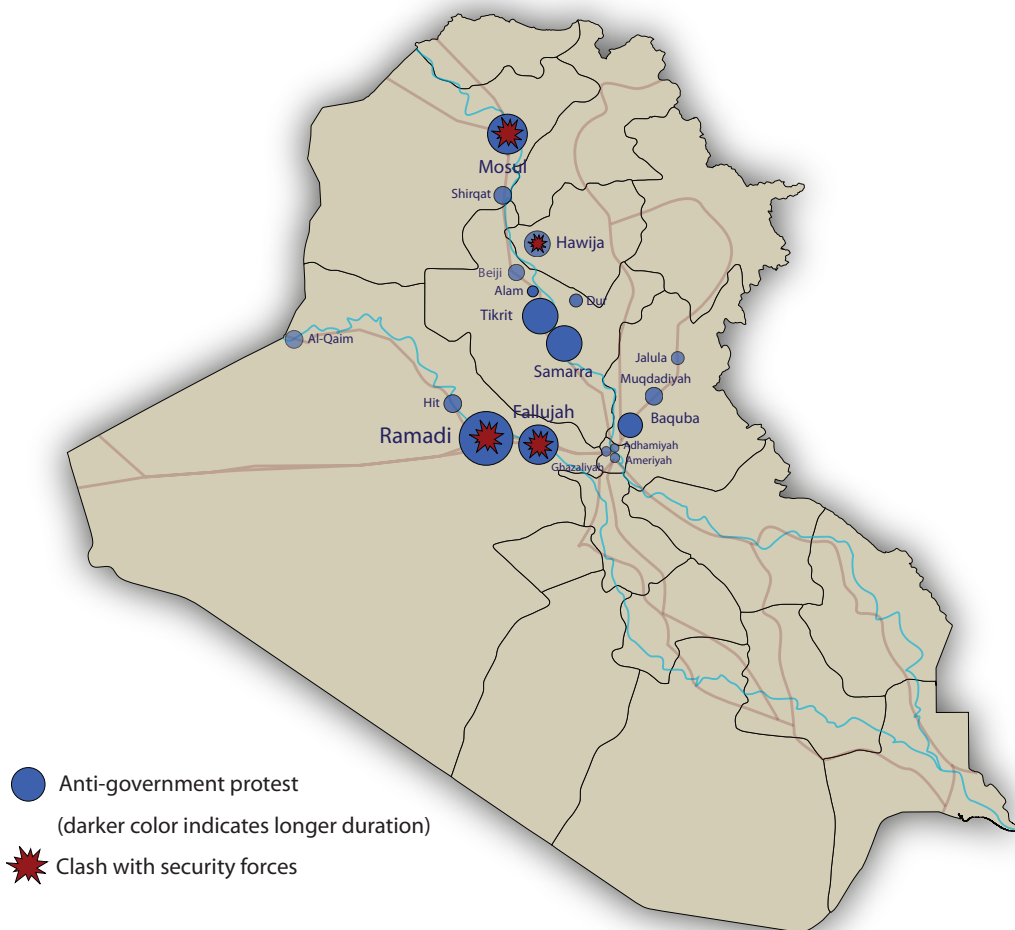 Mosul
Shirqat
Hawija
Beiji
Alam
Dur
Tikrit
Al-Qaim
Samarra
Jalula
Muqdadiyah
Hit
Fallujah
Baquba
Ramadi
Adhamiyah
Ameriyah
Ghazaliyah
Anti-government protest
(darker color indicates longer duration)
Clash with security forces